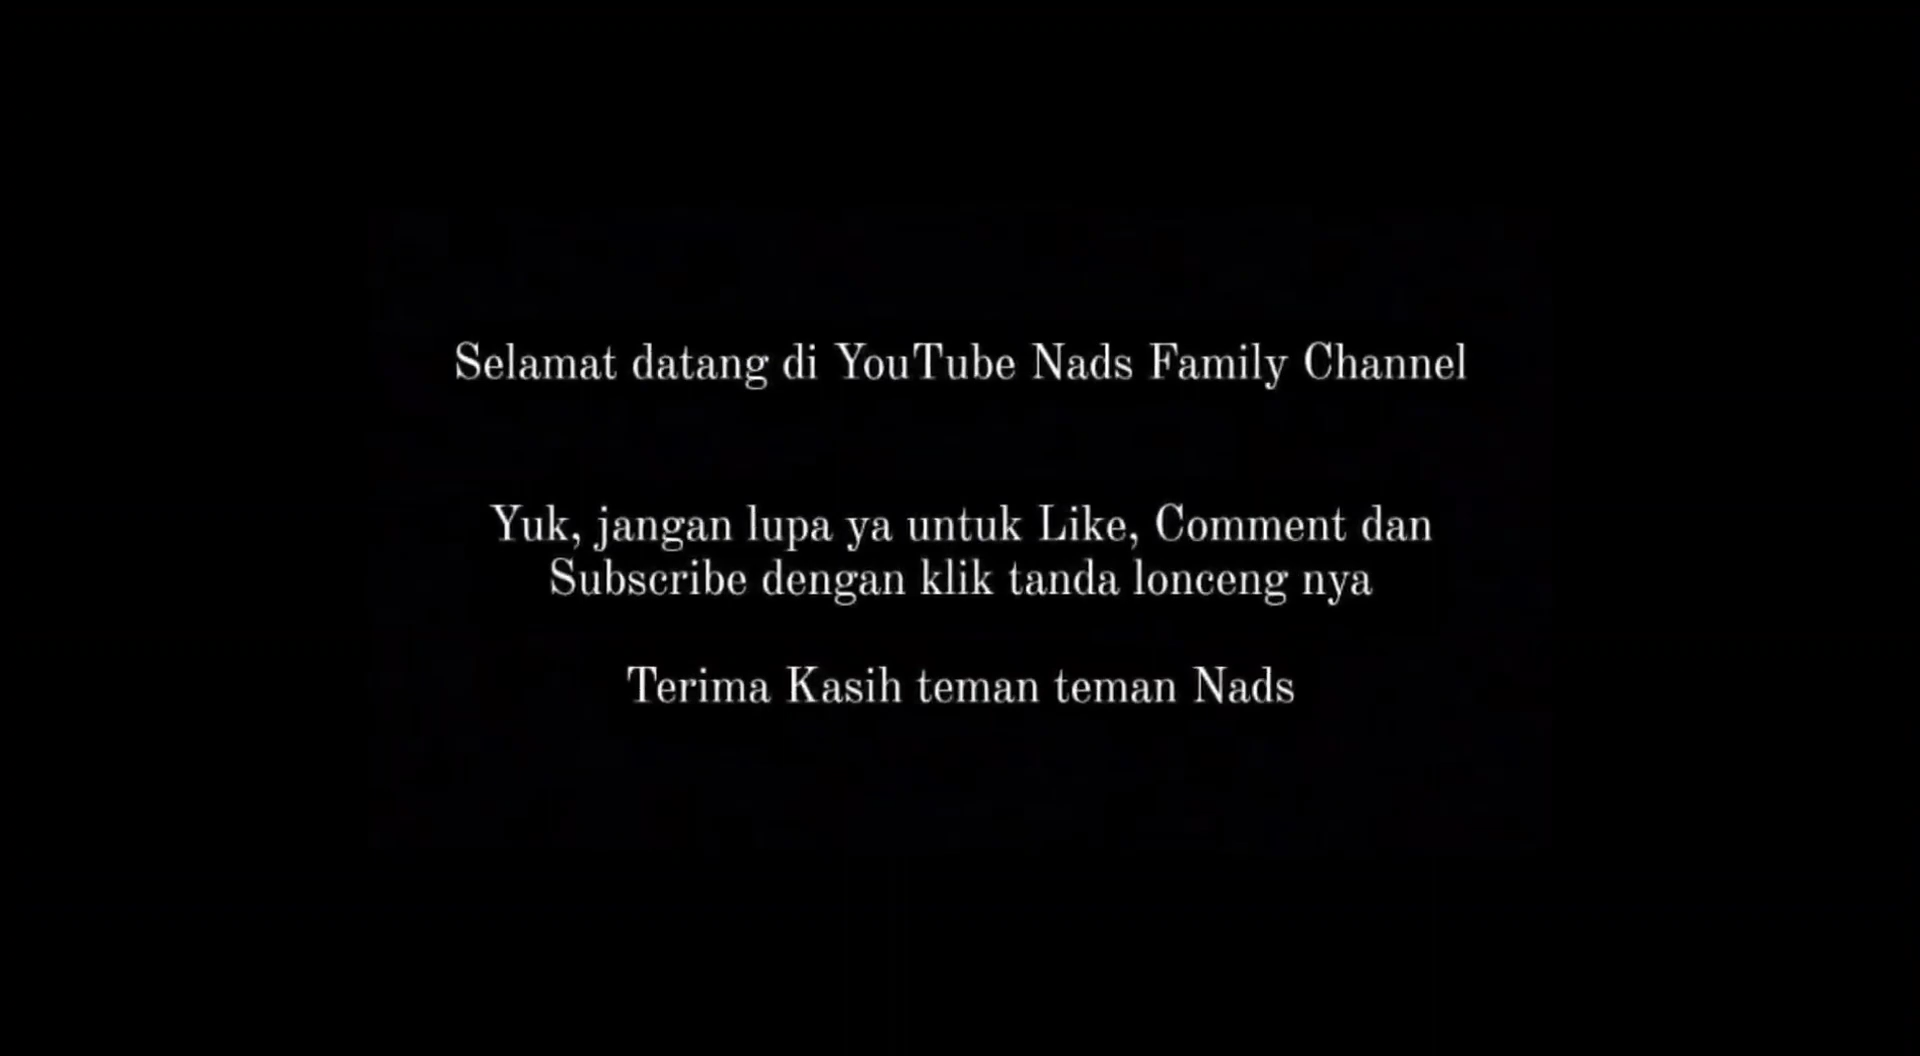 Selamat datang di YouTube Nads Family Channel
Yuk, jangan lupa ya untuk Like, Comment dan
Subscribe dengan klik tanda lonceng nya
Terima Kasih teman teman Nads